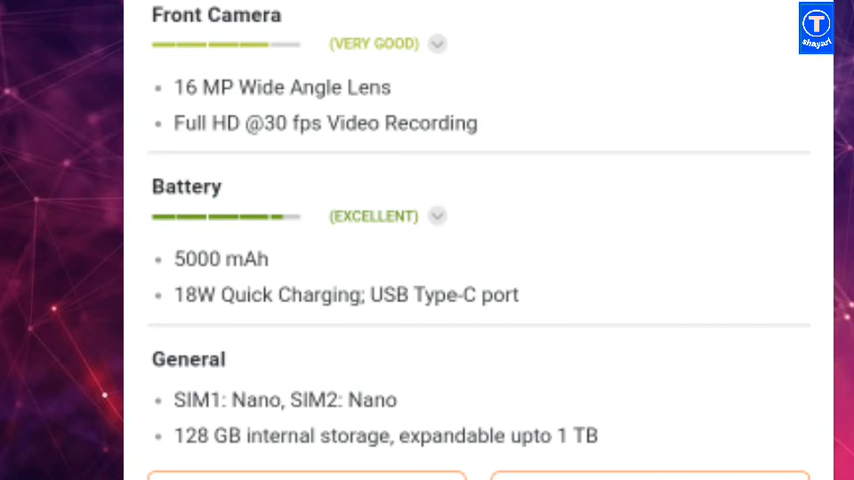 Front Camera
(VERY GOOD)
16 MP Wide Angle Lens
Full HD @30 fps Video Recording
Battery
(EXCELLENT)
5000 mAh
18W Quick Charging; USB Type-C port
General
SIM1: Nano, SIM2: Nano
128 GB internal storage, expandable upto 1 TB
T
shayari